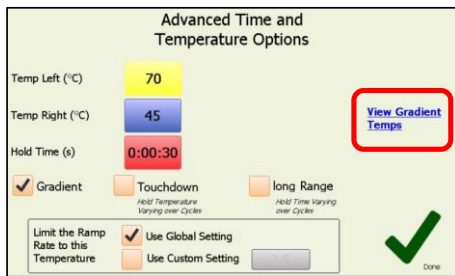 Advanced Time and
Temperature Options
Temp Left (°C)
70
Temp Right (°C)
45
View Gradient
Temps
Hold Time (s)
0:00:30
Gradient
Touchdown
long Range
Hold Temperature
Varying over Cycles
Hold Time Varying
over Cycles
Limit the Ramp
Rate to this
Temperature
Use Global Setting
Use Custom Setting
Done